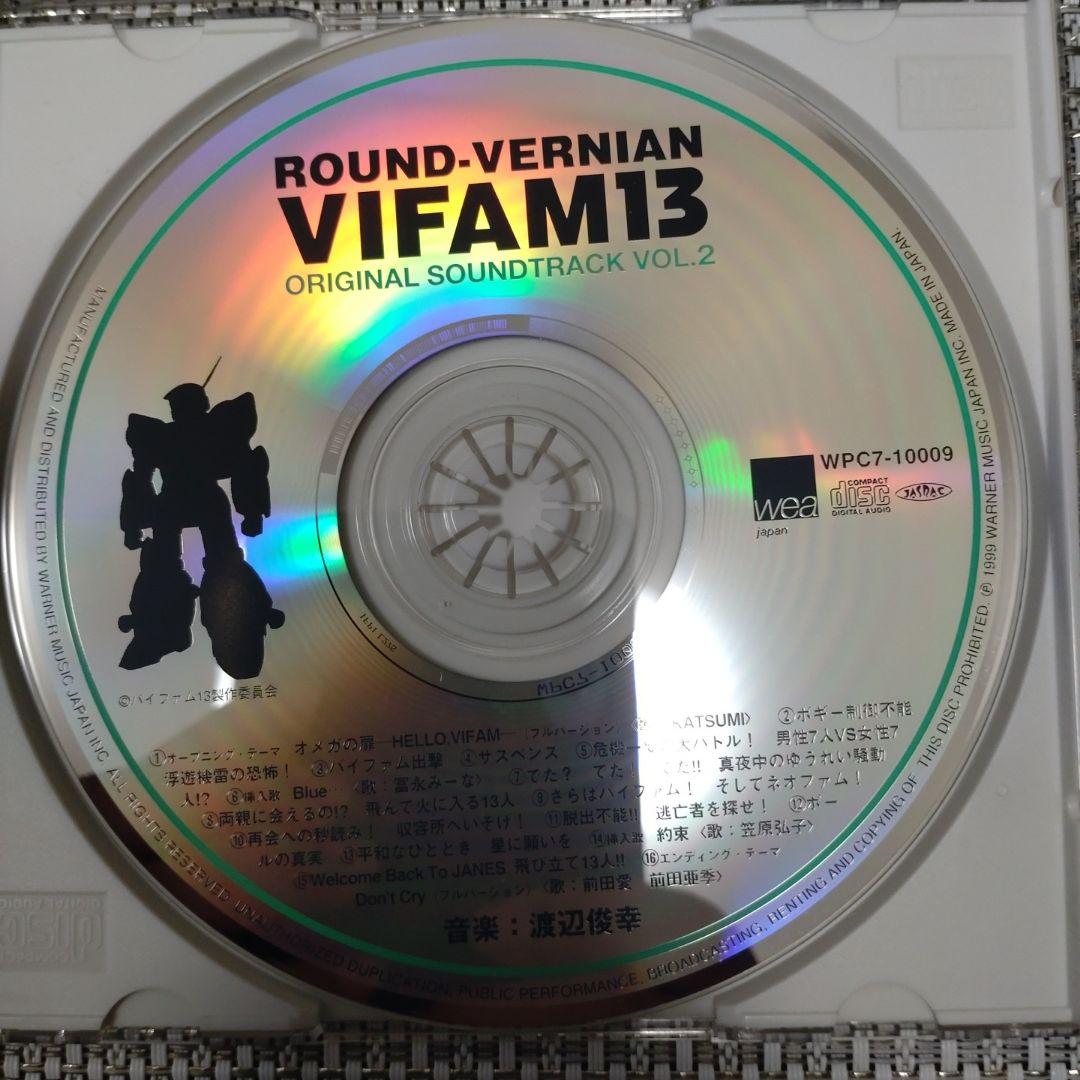 ROUND-VERNIAN
VIFAM13
ORIGINAL SOUNDTRACK VOL.2
WPC7-10009
wea
japan
COMPACT
disc
DIGITAL AUDIO
JASRAC
©バイファム13製作委員会
①オープニング・テーマ オメガの扉—HELLO,VIFAM—(フルバージョン) KATSUMI〉 ②ボギー制御不能
浮遊機雷の恐怖! ③バイファム出撃 ④サスペンス ⑤危機一 大バトル! 男性7人VS女性7
人!? ⑥挿入歌 Blue…〈歌:冨永みーな〉 ⑦でた? てた! てた!! 真夜中のゆうれい騒動
⑧両親に会えるの!? 飛んて火に入る13人 ⑨さらはバイファム! そしてネオファム!
⑩再会への秒読み! 収容所へいそげ! ⑪脱出不能!! 逃亡者を探せ! ⑫ボー
ルの真実 ⑬平和なひととき 星に願いを ⑭挿入歌 約束〈歌:笠原弘子〉
⑮Welcome Back To JANES 飛び立て13人!! ⑯エンディング・テーマ
Don't Cry(フルバージョン)〈歌:前田愛 前田亜季〉
音楽:渡辺俊幸
MANUFACTURED AND DISTRIBUTED BY WARNER MUSIC JAPAN INC. ALL RIGHTS RESERVED. UNAUTHORIZED DUPLICATION, PUBLIC PERFORMANCE, BROADCASTING, RENTING AND COPYING OF THIS DISC PROHIBITED. Ⓟ 1999 WARNER MUSIC JAPAN INC. MADE IN JAPAN.